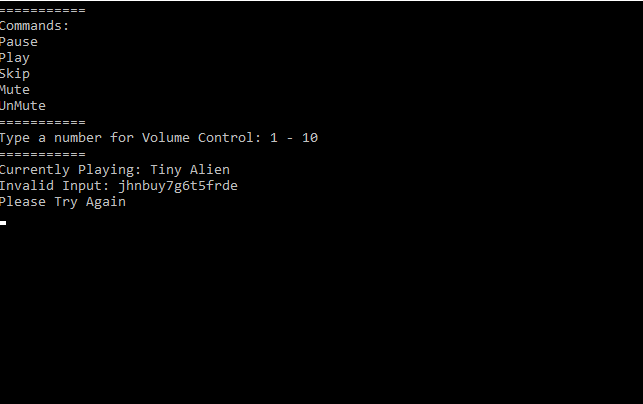 ===========
Commands:
Pause
Play
Skip
Mute
UnMute
===========
Type a number for Volume Control: 1 - 10
===========
Currently Playing: Tiny Alien
Invalid Input: jhnbuy7g6t5frde
Please Try Again